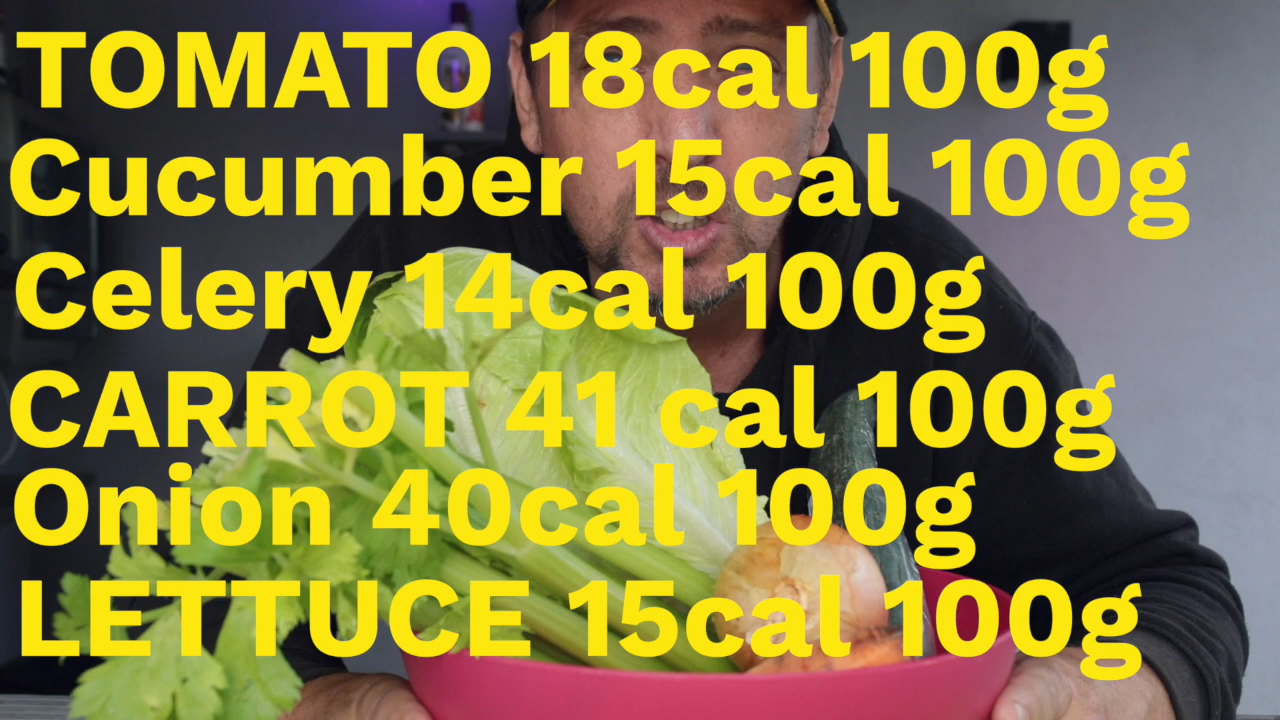 TOMATO 18cal 100g
Cucumber 15cal 100g
Celery 14cal 100g
CARROT 41 cal 100g
Onion 40cal 100g
LETTUCE 15cal 100g